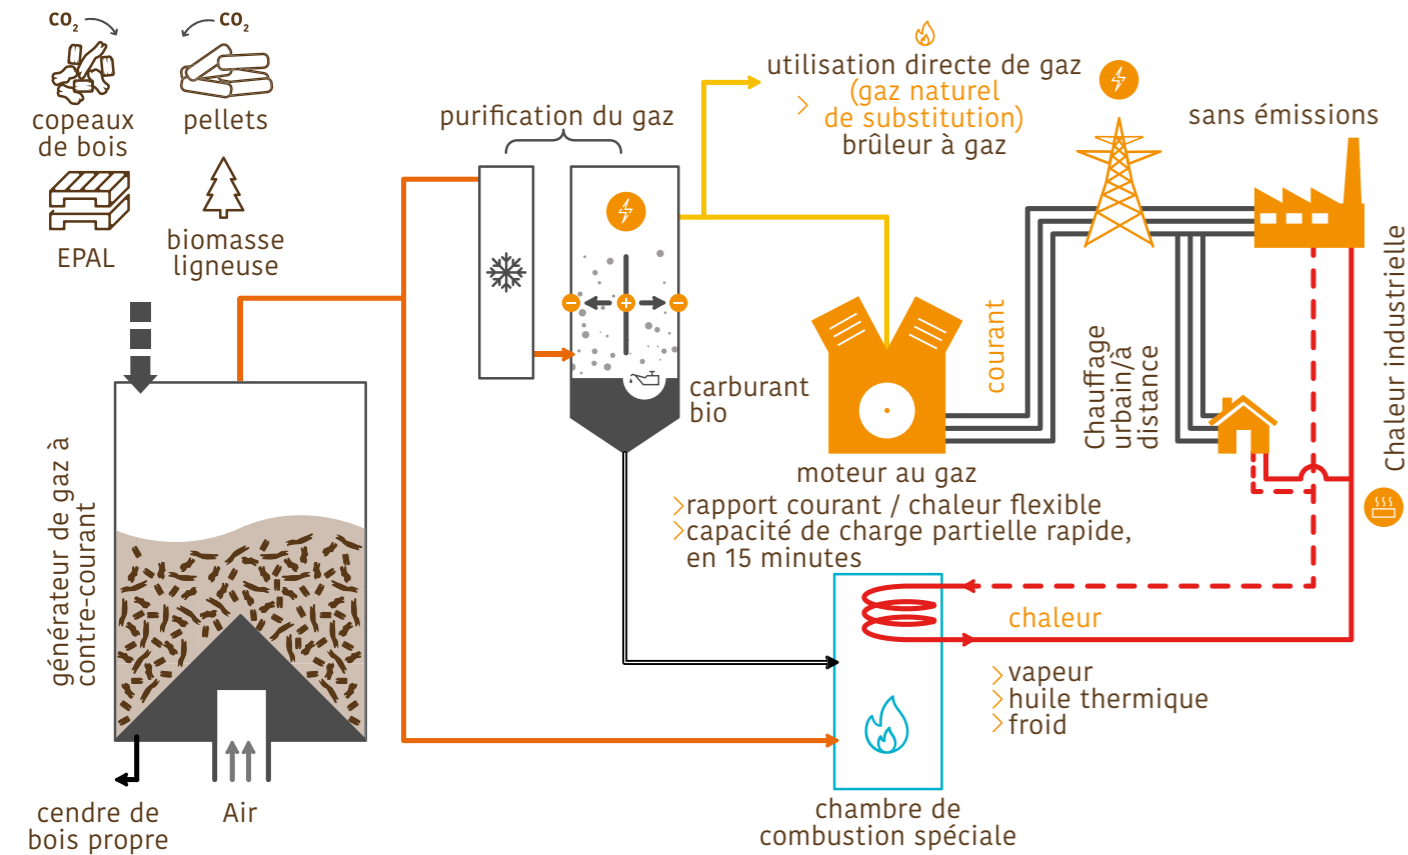 CO₂
CO₂
copeaux
de bois
pellets
EPAL
biomasse
ligneuse
générateur de gaz à
contre-courant
cendre de
bois propre
Air
purification du gaz
carburant
bio
utilisation directe de gaz
(gaz naturel
de substitution)
brûleur à gaz
sans émissions
courant
Chauffage
urbain/à
distance
Chaleur industrielle
moteur au gaz
rapport courant / chaleur flexible
capacité de charge partielle rapide,
en 15 minutes
chaleur
vapeur
huile thermique
froid
chambre de
combustion spéciale